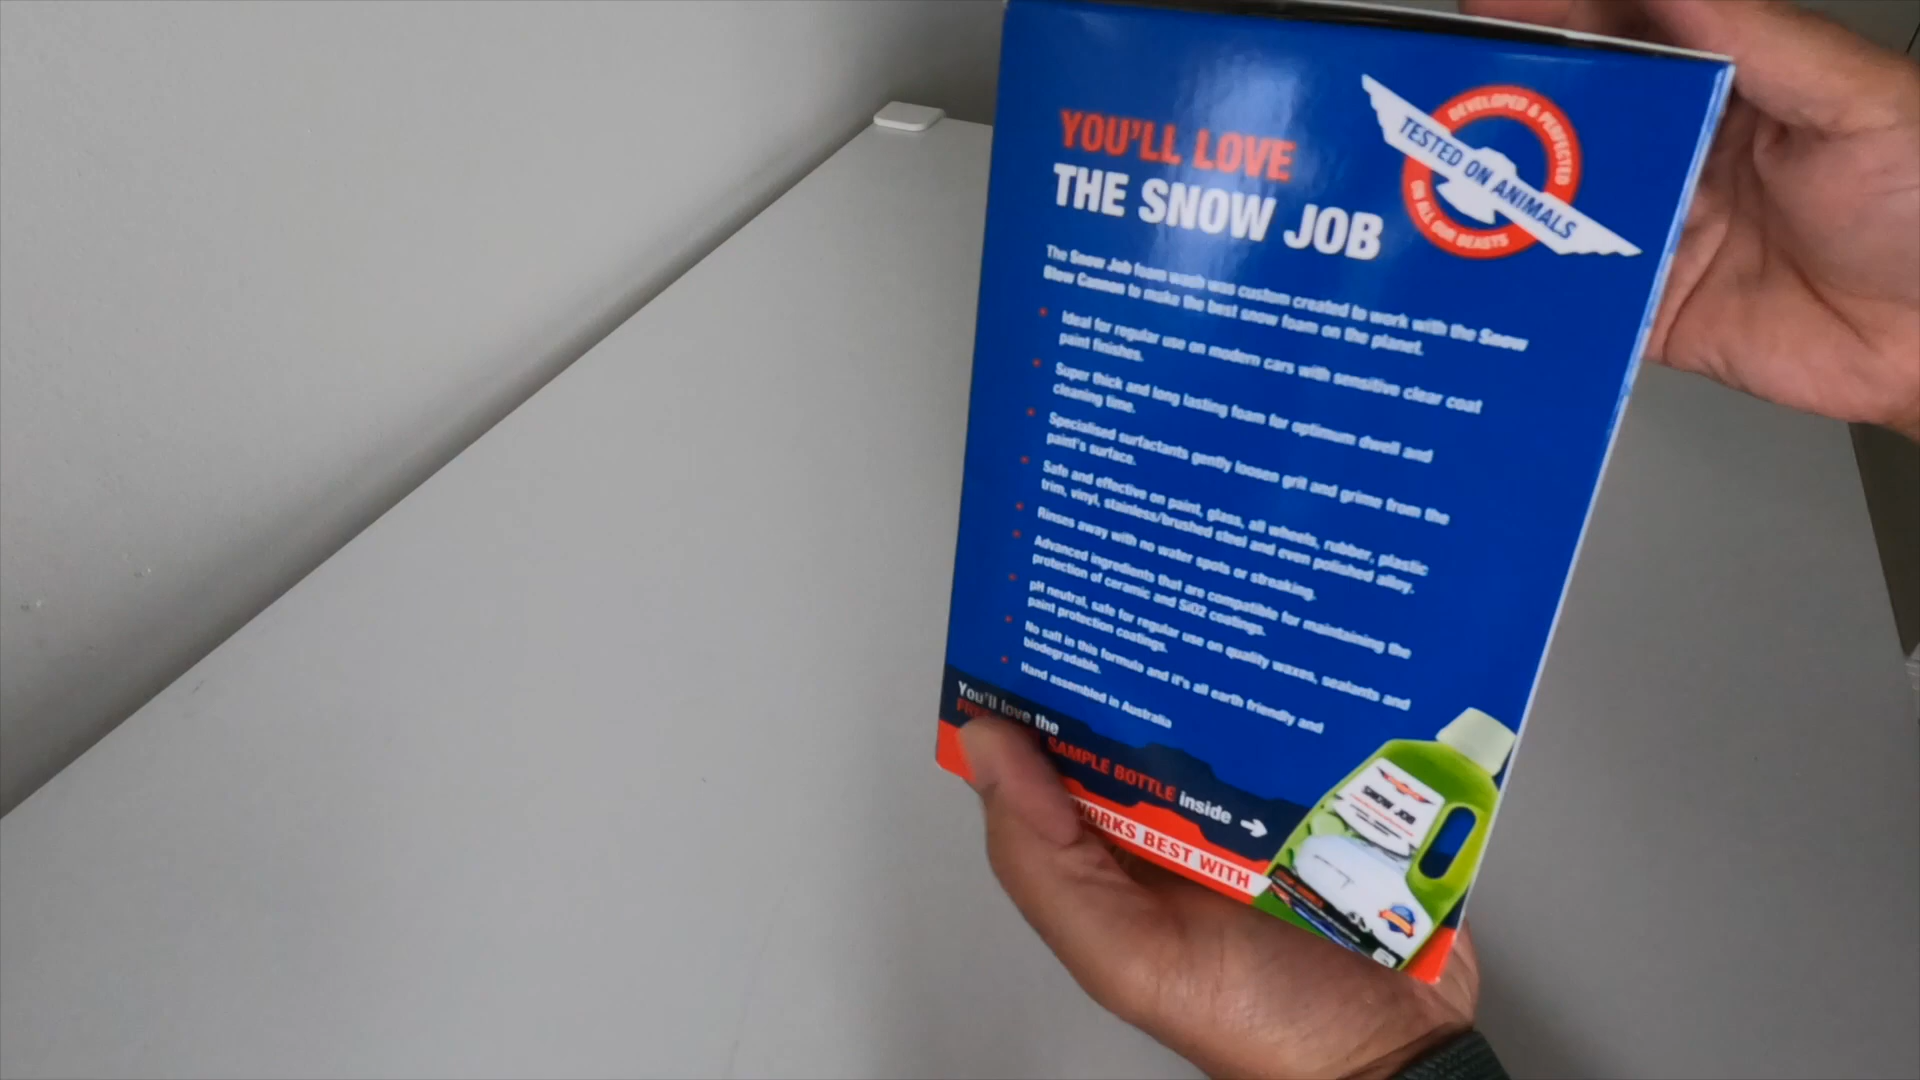 YOU'LL LOVE
THE SNOW JOB
DEVELOPED & PERFECTED
TESTED ON ANIMALS
ON ALL OUR BEASTS
The Snow Job foam wash was custom created to work with the Snow
Blow Cannon to make the best snow foam on the planet.
Ideal for regular use on modern cars with sensitive clear coat
paint finishes.
Super thick and long lasting foam for optimum dwell and
cleaning time.
Specialised surfactants gently loosen grit and grime from the
paint's surface.
Safe and effective on paint, glass, all wheels, rubber, plastic
trim, vinyl, stainless/brushed steel and even polished alloy.
Rinses away with no water spots or streaking.
Advanced ingredients that are compatible for maintaining the
protection of ceramic and SiO2 coatings.
pH neutral, safe for regular use on quality waxes, sealants and
paint protection coatings.
No salt in this formula and it's all earth friendly and
biodegradable.
Hand assembled in Australia
You'll love the
SAMPLE BOTTLE inside
WORKS BEST WITH
SNOW JOB